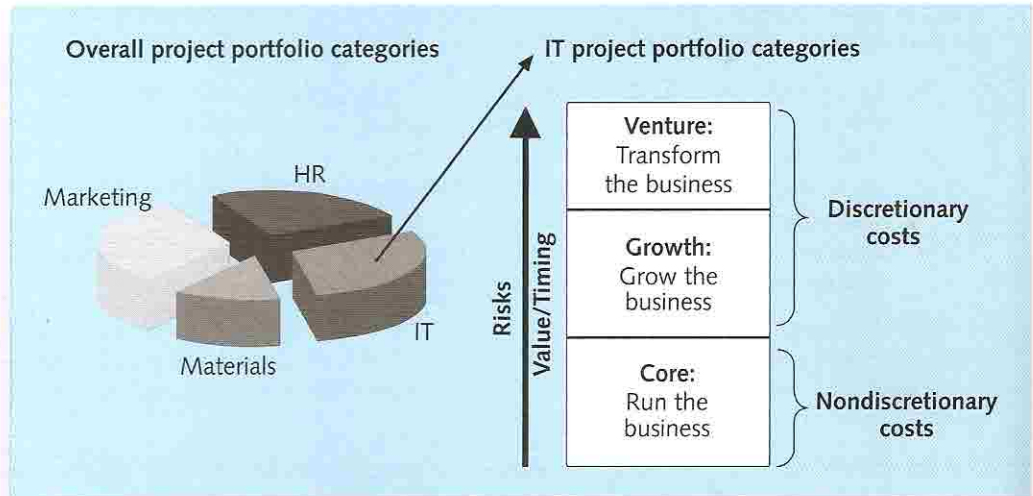 Overall project portfolio categories
IT project portfolio categories
Marketing
HR
IT
Materials
Risks
Value/Timing
Venture:
Transform
the business
Growth:
Grow the
business
Core:
Run the
business
Discretionary
costs
Nondiscretionary
costs